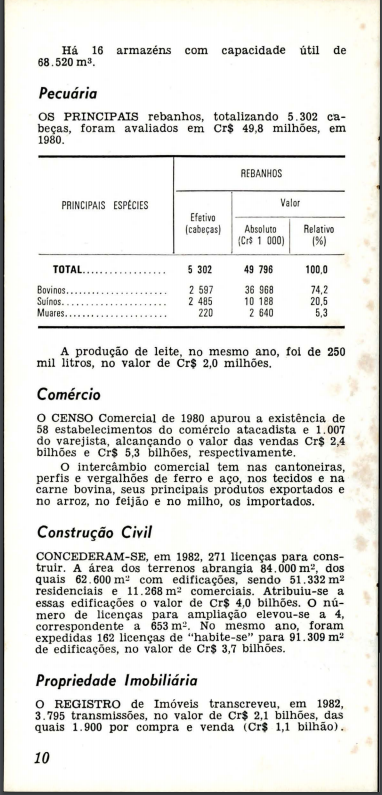 Há 16 armazéns com capacidade útil de
68.520 m³.
Pecuária
OS PRINCIPAIS rebanhos, totalizando 5.302 ca-
beças, foram avaliados em Cr$ 49,8 milhões, em
1980.
REBANHOS
PRINCIPAIS ESPÉCIES
Valor
Efetivo
(cabeças)
Absoluto
(Cr$ 1 000)
Relativo
(%)
TOTAL.................. 5 302 49 796 100,0
Bovinos...................... 2 597 36 968 74,2
Suínos....................... 2 485 10 188 20,5
Muares...................... 220 2 640 5,3
A produção de leite, no mesmo ano, foi de 250
mil litros, no valor de Cr$ 2,0 milhões.
Comércio
O CENSO Comercial de 1980 apurou a existência de
58 estabelecimentos do comércio atacadista e 1.007
do varejista, alcançando o valor das vendas Cr$ 2,4
bilhões e Cr$ 5,3 bilhões, respectivamente.
O intercâmbio comercial tem nas cantoneiras,
perfis e vergalhões de ferro e aço, nos tecidos e na
carne bovina, seus principais produtos exportados e
no arroz, no feijão e no milho, os importados.
Construção Civil
CONCEDERAM-SE, em 1982, 271 licenças para cons-
truir. A área dos terrenos abrangia 84.000 m², dos
quais 62.600 m² com edificações, sendo 51.332 m²
residenciais e 11.268 m² comerciais. Atribuiu-se a
essas edificações o valor de Cr$ 4,0 bilhões. O nú-
mero de licenças para ampliação elevou-se a 4,
correspondente a 653 m². No mesmo ano, foram
expedidas 162 licenças de "habite-se" para 91.309 m²
de edificações, no valor de Cr$ 3,7 bilhões.
Propriedade Imobiliária
O REGISTRO de Imóveis transcreveu, em 1982,
3.795 transmissões, no valor de Cr$ 2,1 bilhões, das
quais 1.900 por compra e venda (Cr$ 1,1 bilhão).
10